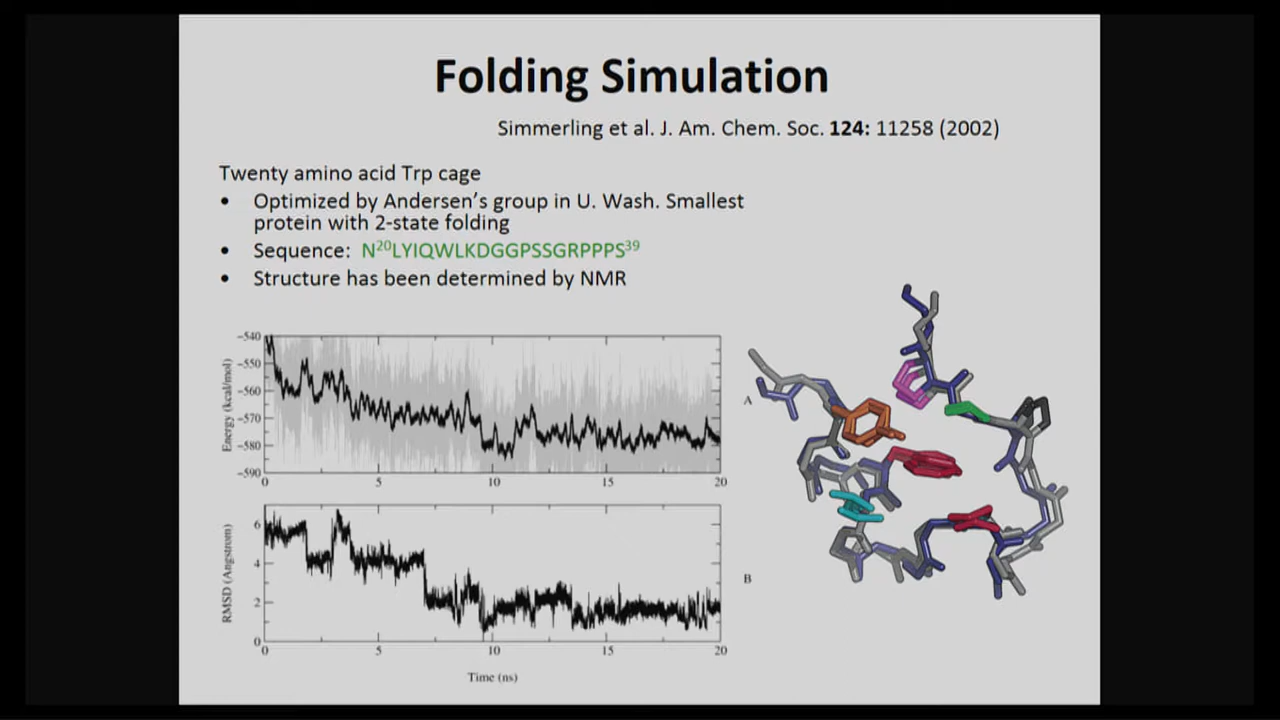 Folding Simulation
Simmerling et al. J. Am. Chem. Soc. 124: 11258 (2002)
Twenty amino acid Trp cage
• Optimized by Andersen's group in U. Wash. Smallest
protein with 2-state folding
• Sequence: N²⁰LYIQWLKDGGPSSGRPPPS³⁹
• Structure has been determined by NMR
Energy (kcal/mol)
-540
-550
-560
-570
-580
-590
0 5 10 15 20
A
RMSD (Angstrom)
6
4
2
0
0 5 10 15 20
B
Time (ns)